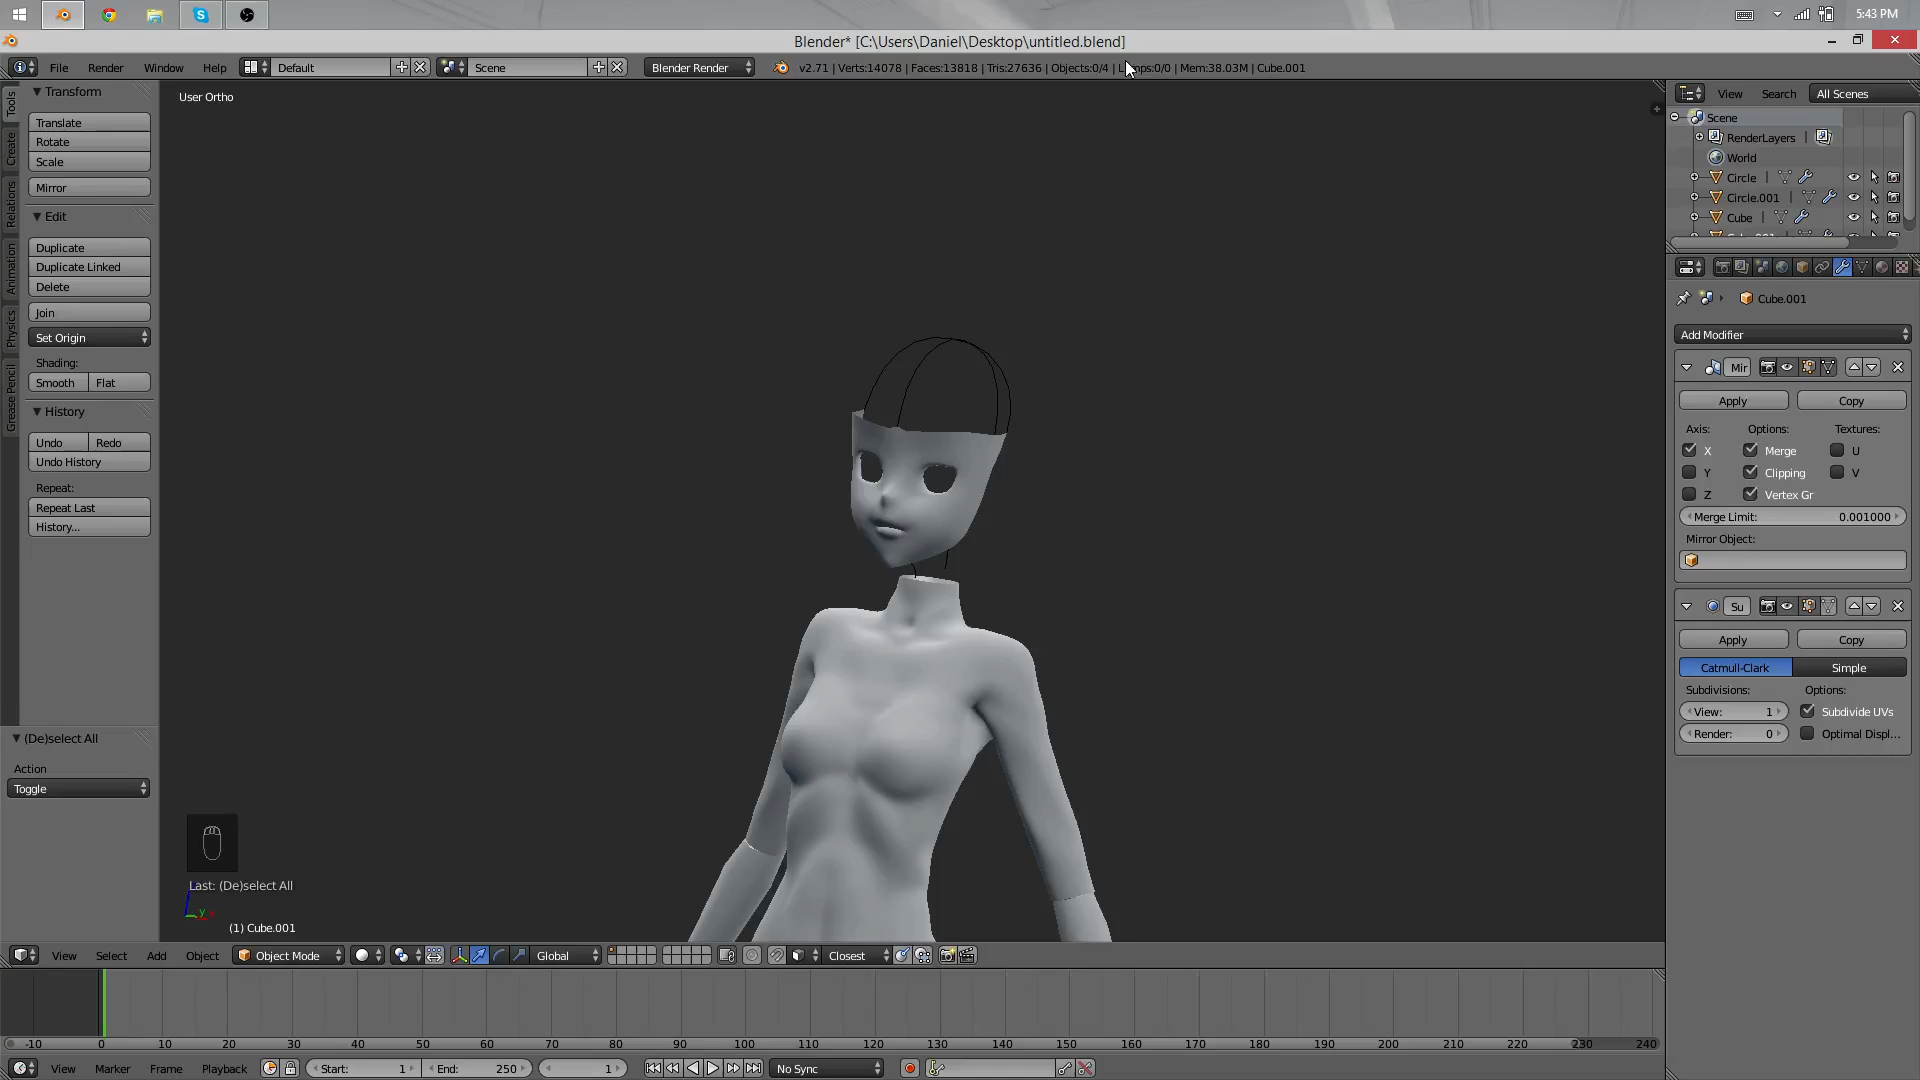 5:43 PM
Blender* [C:\Users\Daniel\Desktop\untitled.blend]
File Render Window Help Default Scene Blender Render v2.71 | Verts:14078 | Faces:13818 | Tris:27636 | Objects:0/4 | | Mem:38.03M | Cube.001
Tools
Create
Relations
Animation
Physics
Grease Pencil
Transform
Translate
Rotate
Scale
Mirror
Edit
Duplicate
Duplicate Linked
Delete
Join
Set Origin
Shading:
Smooth Flat
History
Undo Redo
Undo History
Repeat:
Repeat Last
History...
(De)select All
Action
Toggle
User Ortho
Last: (De)select All
(1) Cube.001
View Search All Scenes
Scene
RenderLayers |
World
Circle |
Circle.001 |
Cube |
Cube.001
Add Modifier
Mir
Apply Copy
Axis: Options: Textures:
X Merge U
Y Clipping V
Z Vertex Gr
Merge Limit: 0.001000
Mirror Object:
Su
Apply Copy
Catmull-Clark Simple
Subdivisions: Options:
View: 1 Subdivide UVs
Render: 0 Optimal Displ...
View Select Add Object Object Mode Global Closest
-10 0 10 20 30 40 50 60 70 80 90 100 110 120 130 140 150 160 170 180 190 200 210 220 230 240
View Marker Frame Playback Start: 1 End: 250 1 No Sync